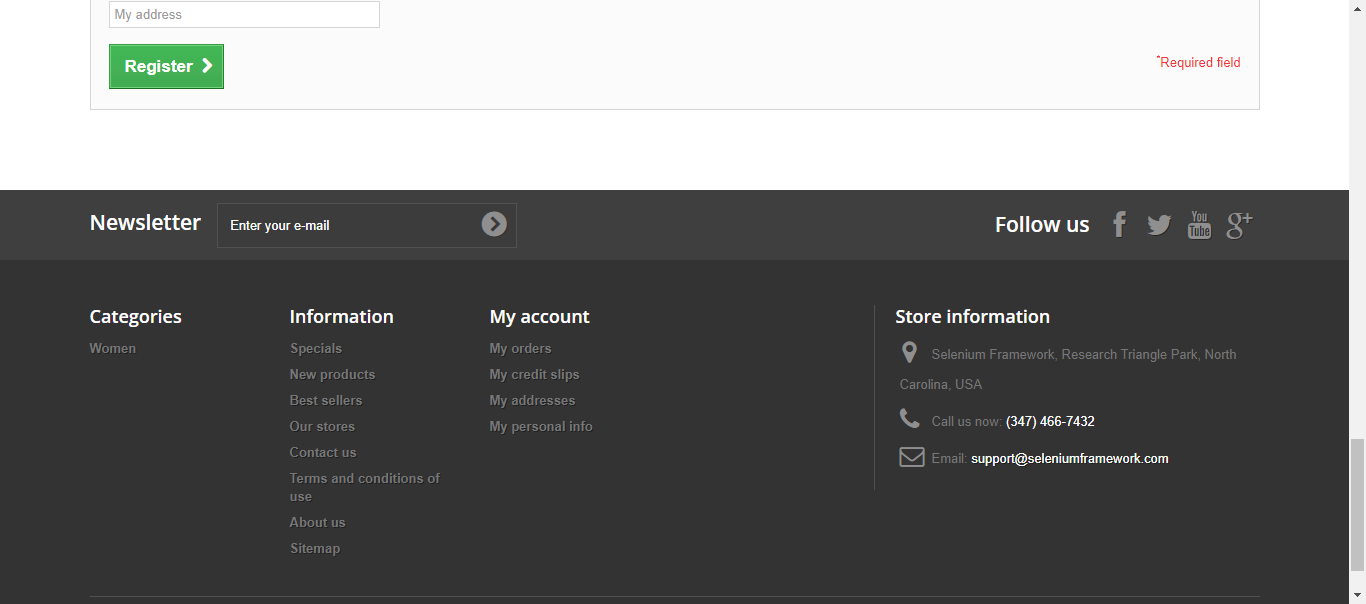 My address
Register
*Required field
Newsletter
Enter your e-mail
Follow us
f
You
Tube
g+
Categories
Women
Information
Specials
New products
Best sellers
Our stores
Contact us
Terms and conditions of
use
About us
Sitemap
My account
My orders
My credit slips
My addresses
My personal info
Store information
Selenium Framework, Research Triangle Park, North
Carolina, USA
Call us now: (347) 466-7432
Email: support@seleniumframework.com